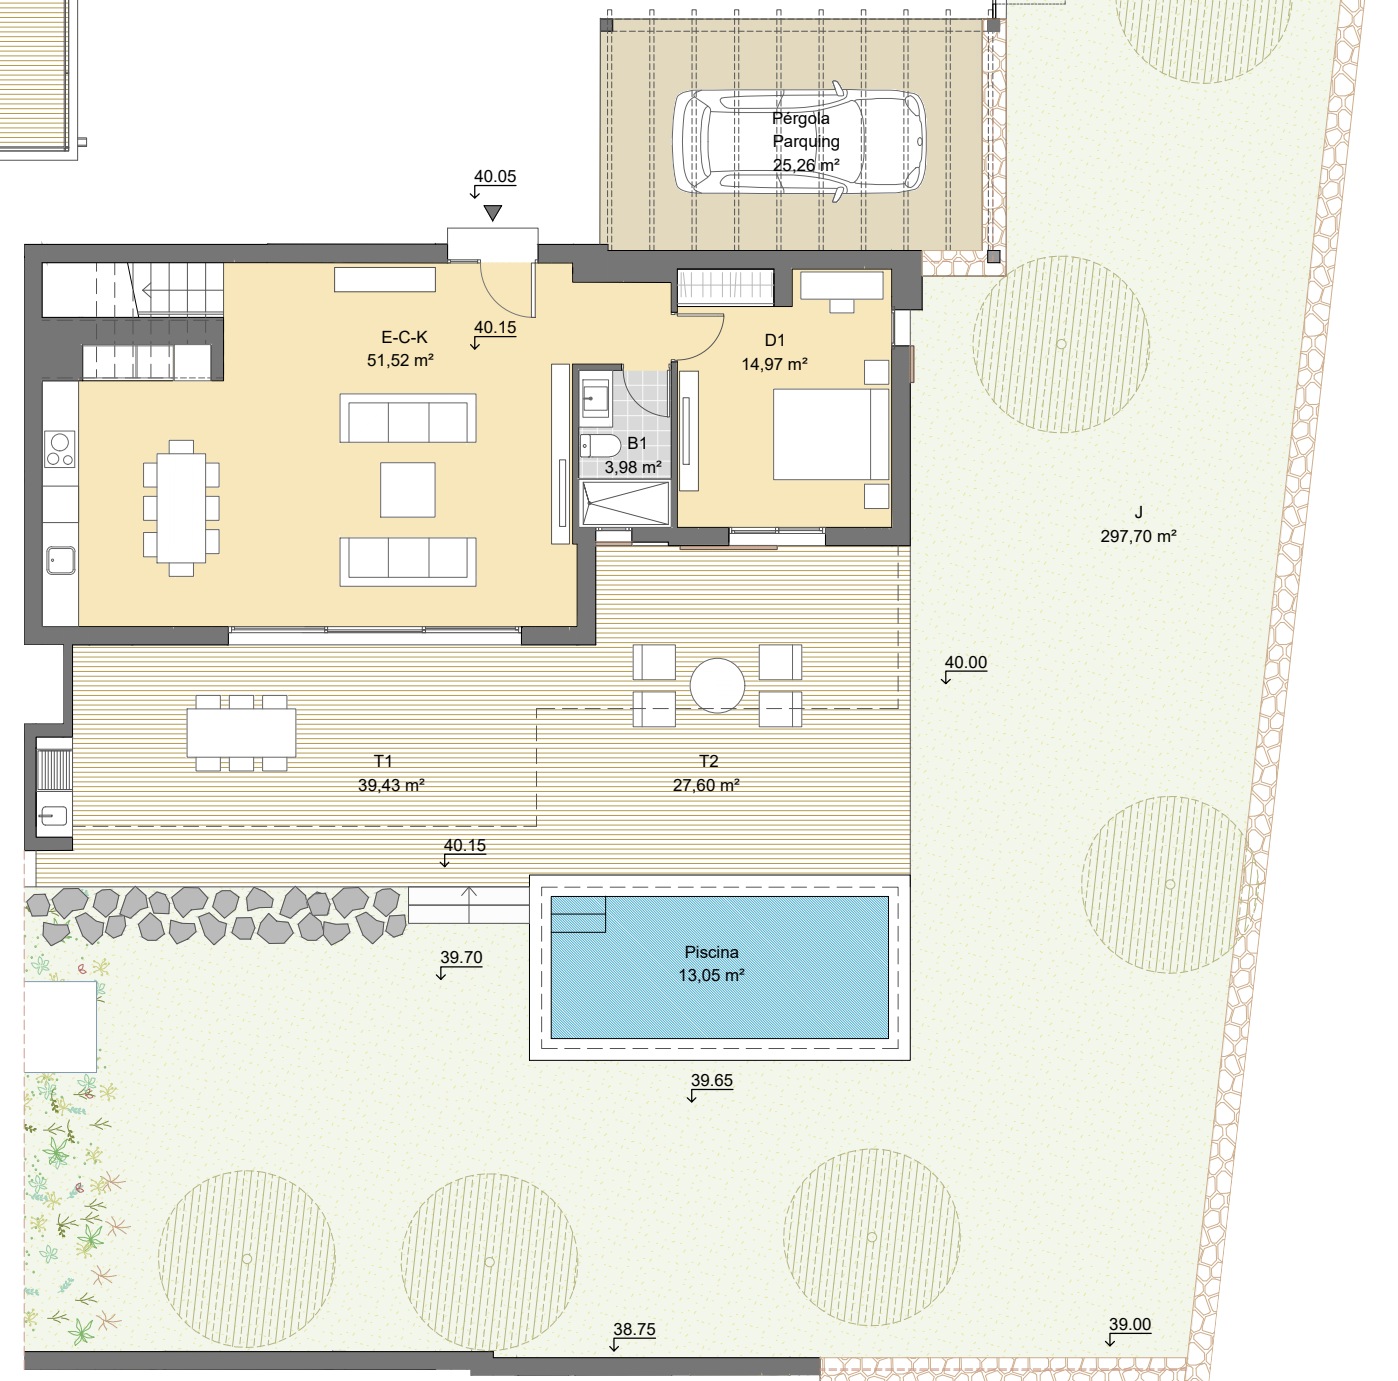 Pérgola
Parquing
25,26 m²
40.05
E-C-K
51,52 m²
40.15
D1
14,97 m²
B1
3,98 m²
J
297,70 m²
40.00
T1
39,43 m²
T2
27,60 m²
40.15
39.70
Piscina
13,05 m²
39.65
38.75
39.00